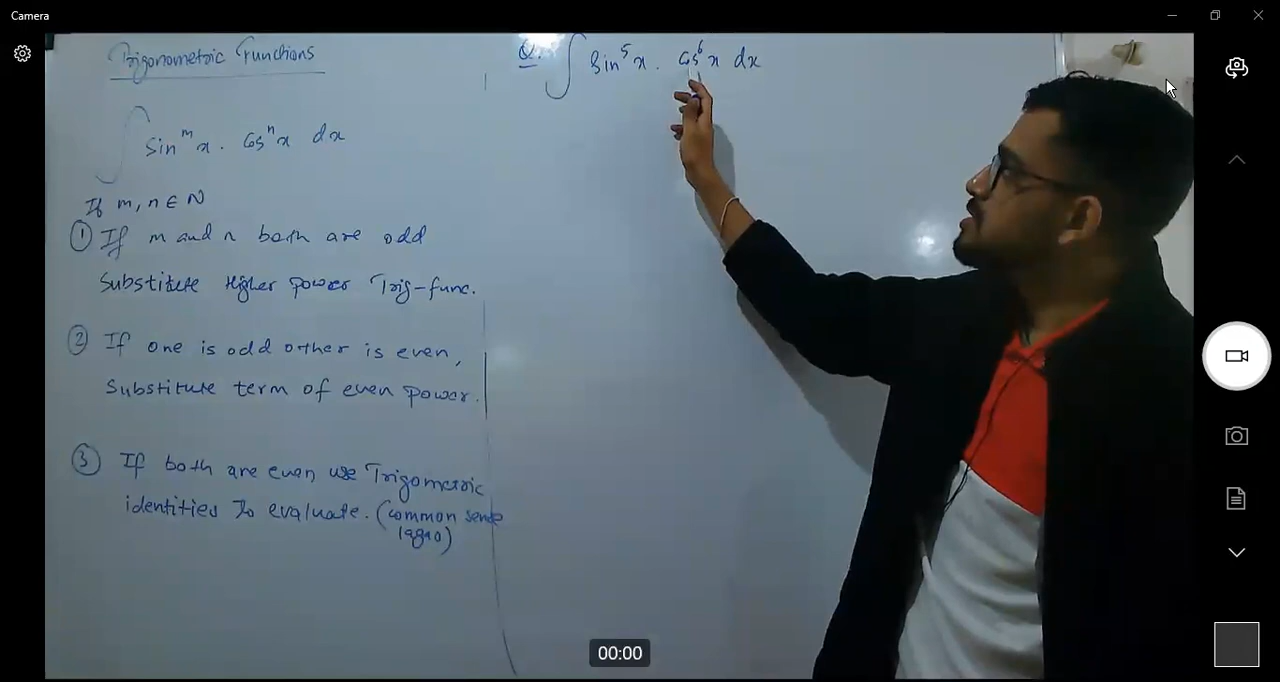 Camera
Trigonometric Functions
∫ Sin^m x . Cos^n x dx
If m, n ∈ N
① If m and n both are odd
Substitute Higher power Trig-func.
② If one is odd other is even,
Substitute term of even power.
③ If both are even use Trigometric
identities To evaluate. (common sense
lagao)
Q. ∫ Sin^5 x . Cos^6 x dx
00:00